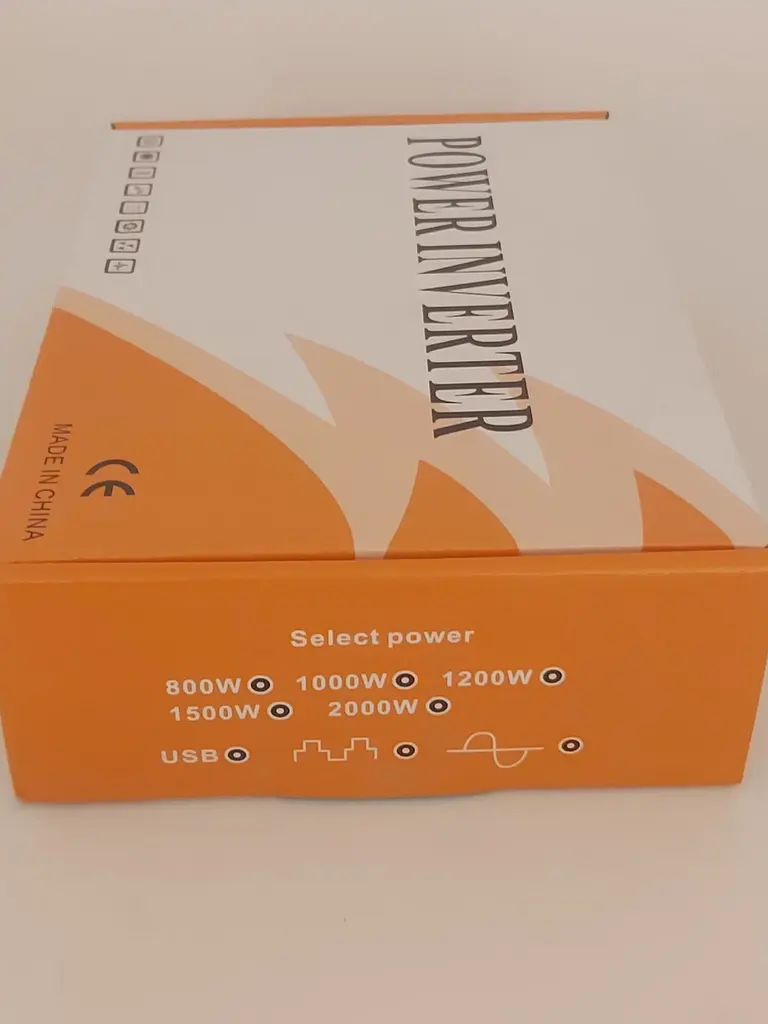 POWER INVERTER
CE
MADE IN CHINA
Select power
800W 1000W 1200W
1500W 2000W
USB